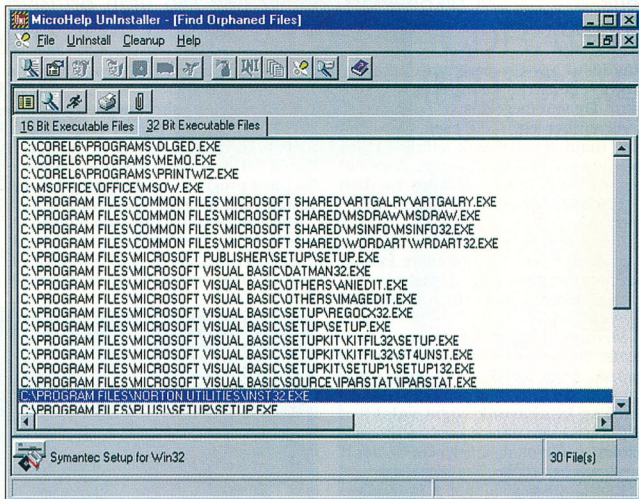 MicroHelp UnInstaller - [Find Orphaned Files]
File UnInstall Cleanup Help
INI
16 Bit Executable Files 32 Bit Executable Files
C:\COREL6\PROGRAMS\DLGED.EXE
C:\COREL6\PROGRAMS\MEMO.EXE
C:\COREL6\PROGRAMS\PRINTWIZ.EXE
C:\MSOFFICE\OFFICE\MSOW.EXE
C:\PROGRAM FILES\COMMON FILES\MICROSOFT SHARED\ARTGALRY\ARTGALRY.EXE
C:\PROGRAM FILES\COMMON FILES\MICROSOFT SHARED\MSDRAW\MSDRAW.EXE
C:\PROGRAM FILES\COMMON FILES\MICROSOFT SHARED\MSINFO\MSINFO32.EXE
C:\PROGRAM FILES\COMMON FILES\MICROSOFT SHARED\WORDART\WRDART32.EXE
C:\PROGRAM FILES\MICROSOFT PUBLISHER\SETUP\SETUP.EXE
C:\PROGRAM FILES\MICROSOFT VISUAL BASIC\DATMAN32.EXE
C:\PROGRAM FILES\MICROSOFT VISUAL BASIC\OTHERS\ANIEDIT.EXE
C:\PROGRAM FILES\MICROSOFT VISUAL BASIC\OTHERS\IMAGEDIT.EXE
C:\PROGRAM FILES\MICROSOFT VISUAL BASIC\SETUP\REGOCX32.EXE
C:\PROGRAM FILES\MICROSOFT VISUAL BASIC\SETUP\SETUP.EXE
C:\PROGRAM FILES\MICROSOFT VISUAL BASIC\SETUPKIT\KITFIL32\SETUP.EXE
C:\PROGRAM FILES\MICROSOFT VISUAL BASIC\SETUPKIT\KITFIL32\ST4UNST.EXE
C:\PROGRAM FILES\MICROSOFT VISUAL BASIC\SETUPKIT\SETUP1\SETUP132.EXE
C:\PROGRAM FILES\MICROSOFT VISUAL BASIC\SOURCE\IPARSTAT\IPARSTAT.EXE
C:\PROGRAM FILES\NORTON UTILITIES\INST32.EXE
C:\PROGRAM FILES\PLUS!\SETUP\SETUP.EXE
Symantec Setup for Win32 30 File(s)